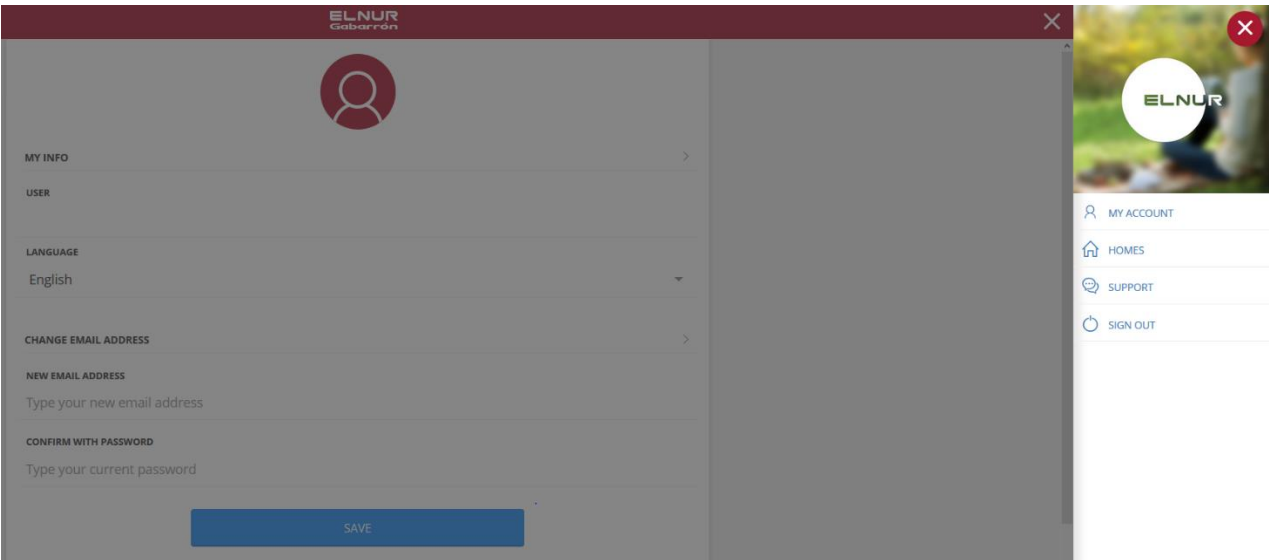 ELNUR
Gabarrón
MY INFO
USER
LANGUAGE
English
CHANGE EMAIL ADDRESS
NEW EMAIL ADDRESS
Type your new email address
CONFIRM WITH PASSWORD
Type your current password
SAVE
ELNUR
MY ACCOUNT
HOMES
SUPPORT
SIGN OUT